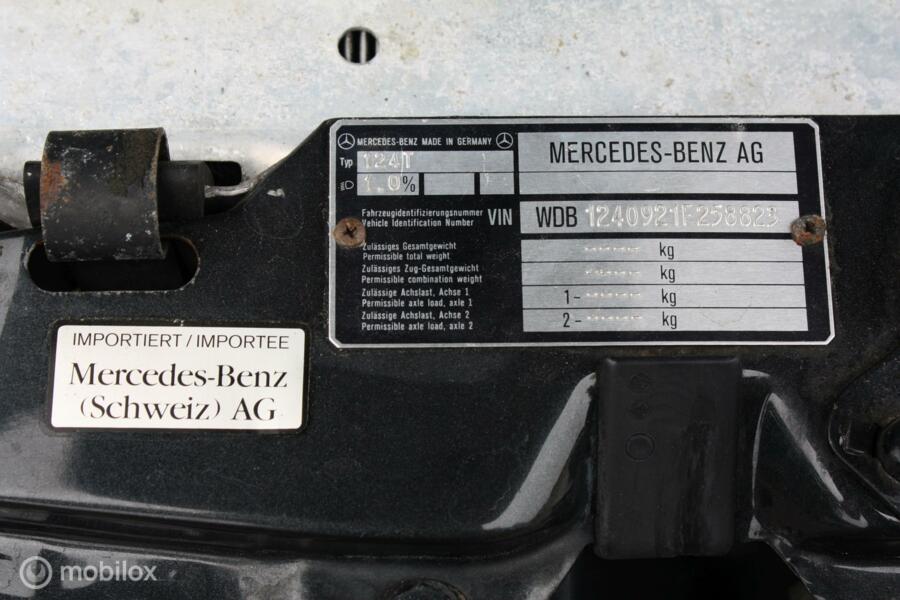 MERCEDES-BENZ MADE IN GERMANY
Typ 124T
1.0%
MERCEDES-BENZ AG
Fahrzeugidentifizierungsnummer
Vehicle Identification Number
VIN
WDB 1240921F258823
Zulässiges Gesamtgewicht
Permissible total weight
kg
Zulässiges Zug-Gesamtgewicht
Permissible combination weight
kg
Zulässige Achslast, Achse 1
Permissible axle load, axle 1
1- kg
Zulässige Achslast, Achse 2
Permissible axle load, axle 2
2- kg
IMPORTIERT / IMPORTEE
Mercedes-Benz
(Schweiz) AG
mobilox